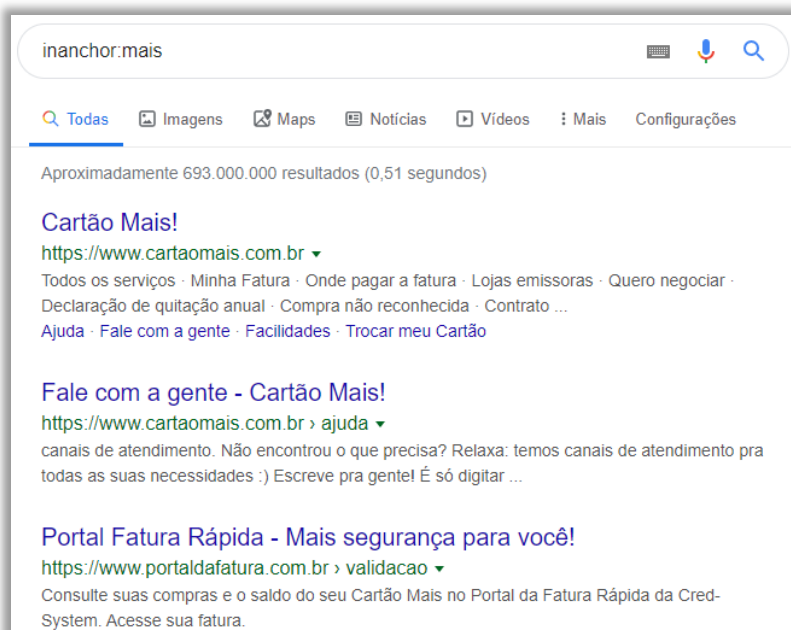 inanchor:mais
Todas Imagens Maps Notícias Vídeos Mais Configurações
Aproximadamente 693.000.000 resultados (0,51 segundos)
Cartão Mais!
https://www.cartaomais.com.br
Todos os serviços · Minha Fatura · Onde pagar a fatura · Lojas emissoras · Quero negociar ·
Declaração de quitação anual · Compra não reconhecida · Contrato ...
Ajuda · Fale com a gente · Facilidades · Trocar meu Cartão
Fale com a gente - Cartão Mais!
https://www.cartaomais.com.br › ajuda
canais de atendimento. Não encontrou o que precisa? Relaxa: temos canais de atendimento pra
todas as suas necessidades :) Escreve pra gente! É só digitar ...
Portal Fatura Rápida - Mais segurança para você!
https://www.portaldafatura.com.br › validacao
Consulte suas compras e o saldo do seu Cartão Mais no Portal da Fatura Rápida da Cred-
System. Acesse sua fatura.